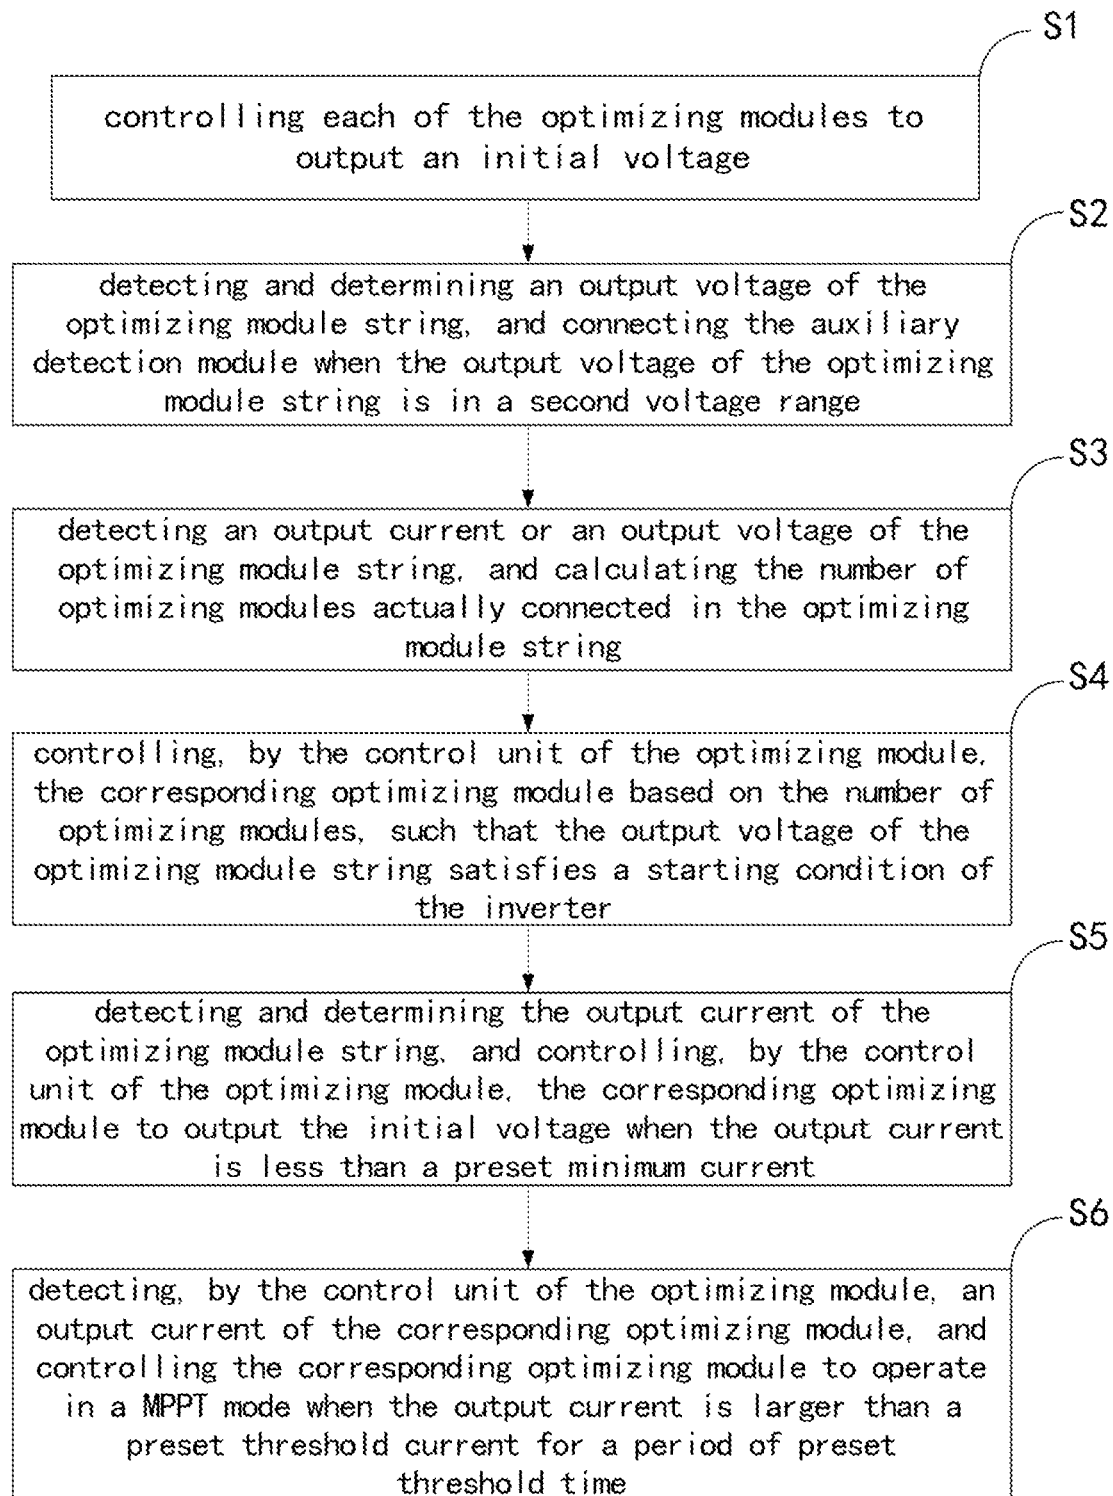 S1
controlling each of the optimizing modules to
output an initial voltage
S2
detecting and determining an output voltage of the
optimizing module string, and connecting the auxiliary
detection module when the output voltage of the optimizing
module string is in a second voltage range
S3
detecting an output current or an output voltage of the
optimizing module string, and calculating the number of
optimizing modules actually connected in the optimizing
module string
S4
controlling, by the control unit of the optimizing module,
the corresponding optimizing module based on the number of
optimizing modules, such that the output voltage of the
optimizing module string satisfies a starting condition of
the inverter
S5
detecting and determining the output current of the
optimizing module string, and controlling, by the control
unit of the optimizing module, the corresponding optimizing
module to output the initial voltage when the output current
is less than a preset minimum current
S6
detecting, by the control unit of the optimizing module, an
output current of the corresponding optimizing module, and
controlling the corresponding optimizing module to operate
in a MPPT mode when the output current is larger than a
preset threshold current for a period of preset
threshold time